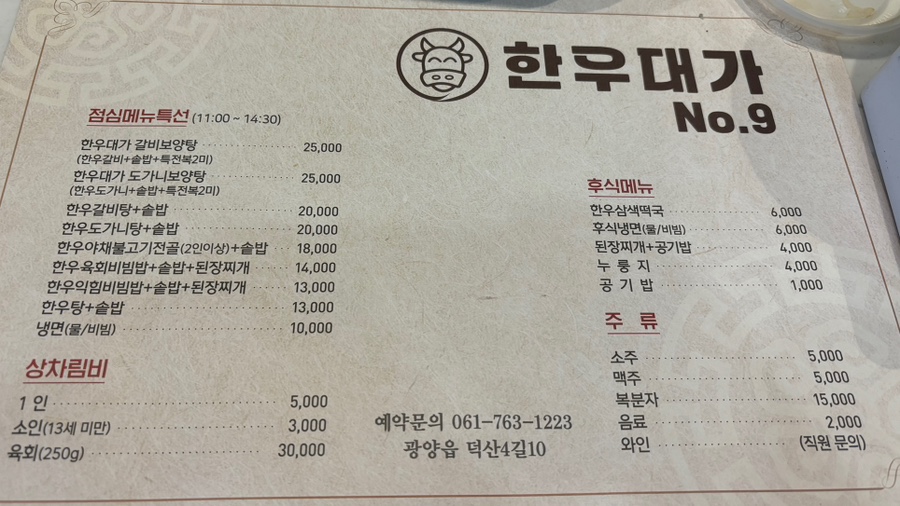 한우대가
No.9
점심메뉴특선 (11:00 ~ 14:30)
한우대가 갈비보양탕 25,000
(한우갈비+솥밥+특전복2미)
한우대가 도가니보양탕 25,000
(한우도가니+솥밥+특전복2미)
한우갈비탕+솥밥 20,000
한우도가니탕+솥밥 20,000
한우야채불고기전골(2인이상)+솥밥 18,000
한우육회비빔밥+솥밥+된장찌개 14,000
한우익힘비빔밥+솥밥+된장찌개 13,000
한우탕+솥밥 13,000
냉면(물/비빔) 10,000
상차림비
1 인 5,000
소인(13세 미만) 3,000
육회(250g) 30,000
예약문의 061-763-1223
광양읍 덕산4길10
후식메뉴
한우삼색떡국 6,000
후식냉면(물/비빔) 6,000
된장찌개+공기밥 4,000
누 룽 지 4,000
공 기 밥 1,000
주 류
소주 5,000
맥주 5,000
복분자 15,000
음료 2,000
와인 (직원 문의)